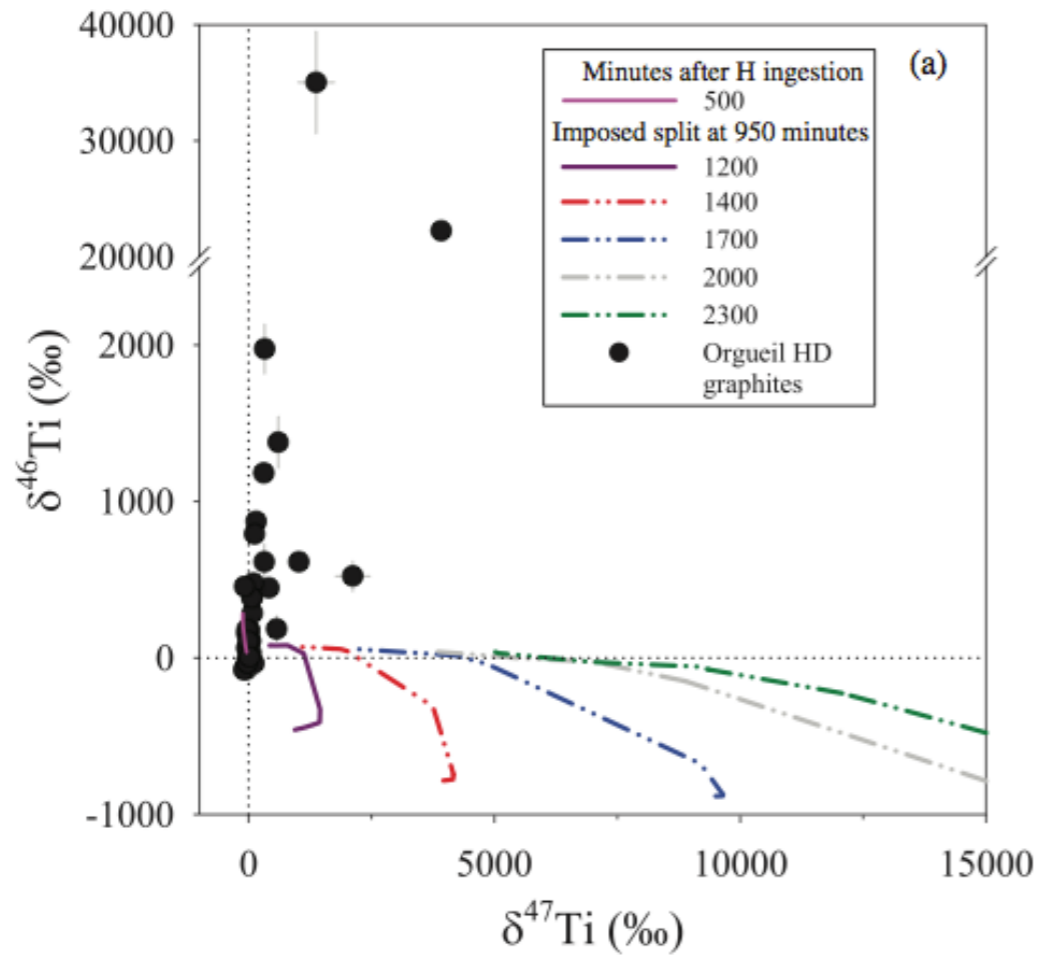 40000
30000
20000
2000
1000
0
-1000
δ⁴⁶Ti (‰)
(a)
Minutes after H ingestion
500
Imposed split at 950 minutes
1200
1400
1700
2000
2300
Orgueil HD
graphites
0
5000
10000
15000
δ⁴⁷Ti (‰)